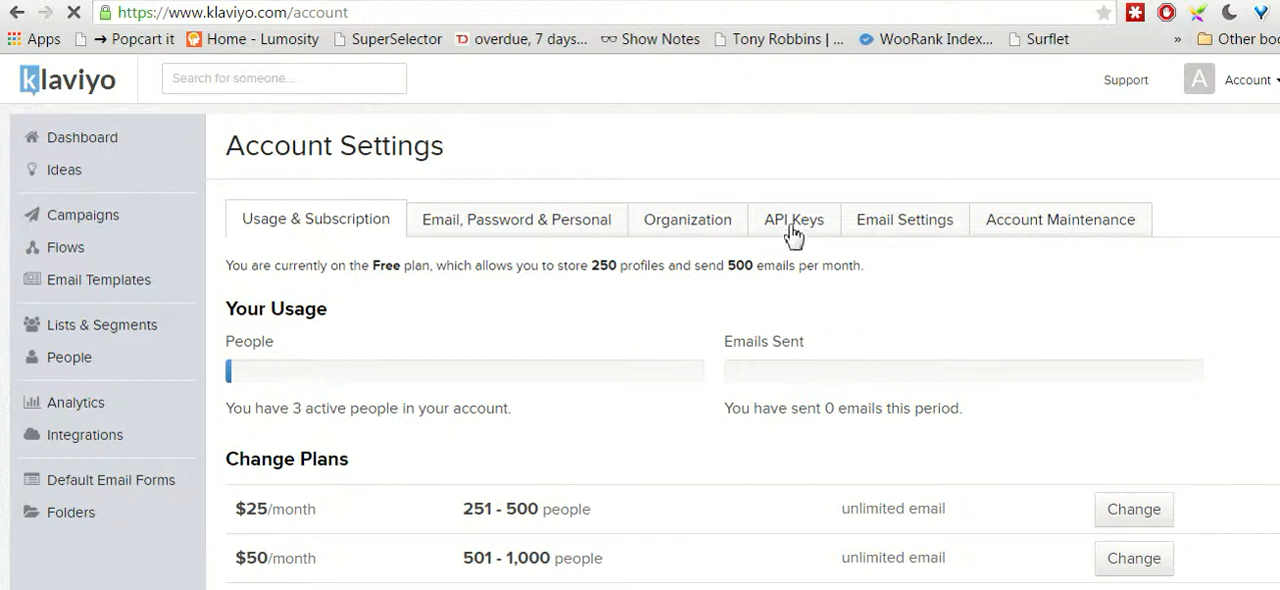 https://www.klaviyo.com/account
Apps → Popcart it Home - Lumosity SuperSelector overdue, 7 days... Show Notes Tony Robbins | ... WooRank Index... Surflet » Other boo
klaviyo Search for someone... Support A Account
Dashboard
Ideas
Campaigns
Flows
Email Templates
Lists & Segments
People
Analytics
Integrations
Default Email Forms
Folders
Account Settings
Usage & Subscription Email, Password & Personal Organization API Keys Email Settings Account Maintenance
You are currently on the Free plan, which allows you to store 250 profiles and send 500 emails per month.
Your Usage
People Emails Sent
You have 3 active people in your account. You have sent 0 emails this period.
Change Plans
$25/month 251 - 500 people unlimited email Change
$50/month 501 - 1,000 people unlimited email Change